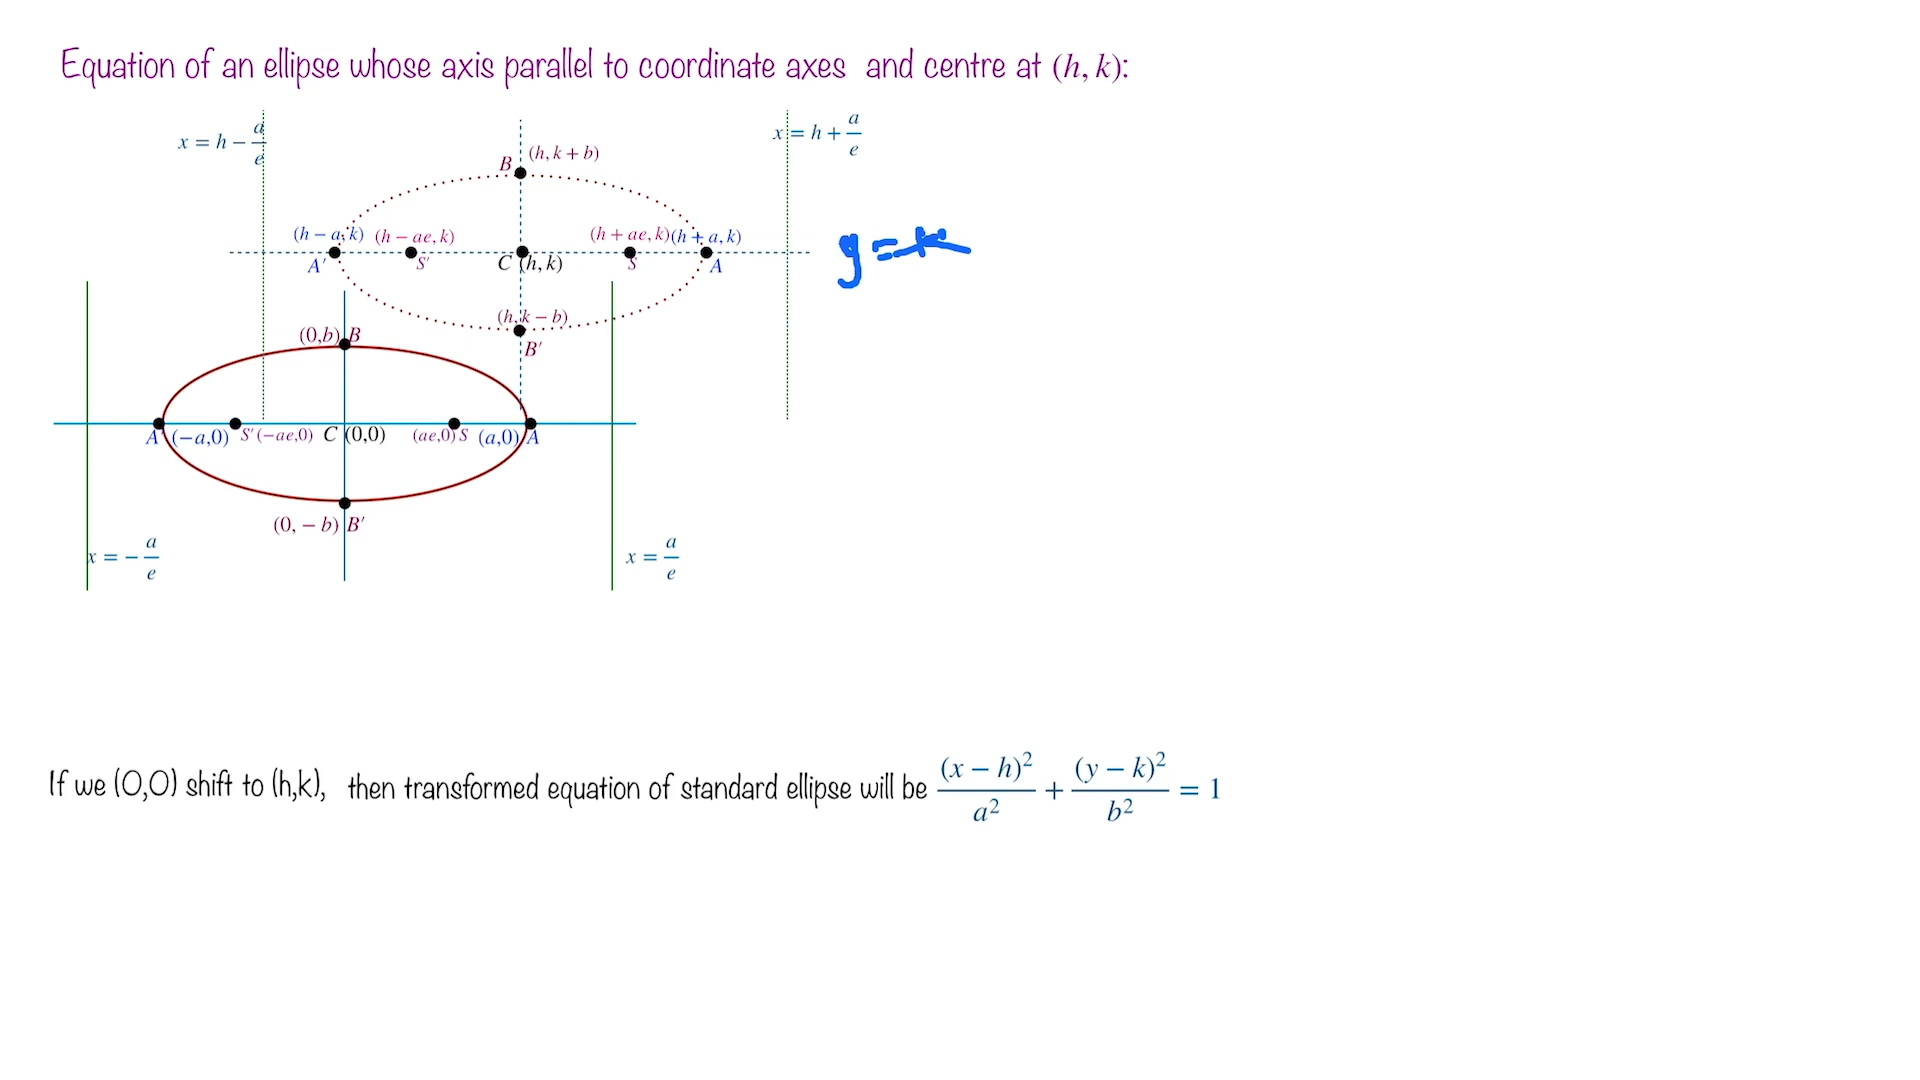 Equation of an ellipse whose axis parallel to coordinate axes and centre at (h, k):
x = h − a/e
x = h + a/e
B (h, k + b)
(h − a, k) (h − ae, k) (h + ae, k) (h + a, k)
y = k
A′ S′ C (h, k) S A
(h, k − b)
B′
(0,b) B
A′ (−a,0) S′(−ae,0) C (0,0) (ae,0) S (a,0) A
(0, − b) B′
x = − a/e
x = a/e
If we (0,0) shift to (h,k), then transformed equation of standard ellipse will be (x − h)²/a² + (y − k)²/b² = 1